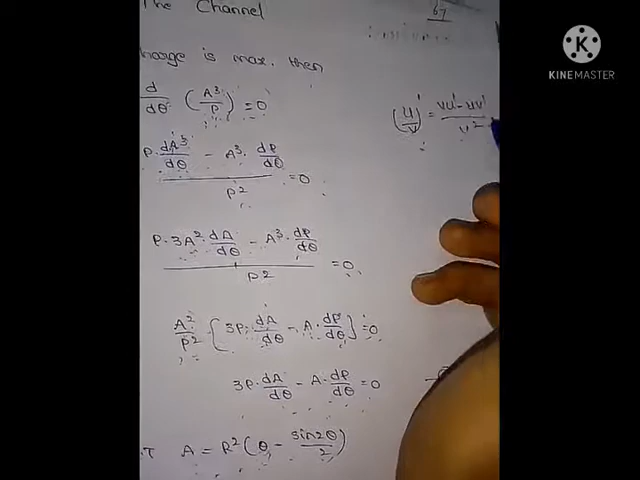 The Channel
charge is max. then
d/dθ (A³/P) = 0
(u/v)' = vu' - uv' / v²
P. dA³/dθ - A³. dP/dθ / P² = 0
P. 3A². dA/dθ - A³. dP/dθ / P² = 0
A²/P² {3P. dA/dθ - A. dP/dθ} = 0
3P. dA/dθ - A. dP/dθ = 0
.T A = R² (θ - sin2θ/2)
K
KINEMASTER